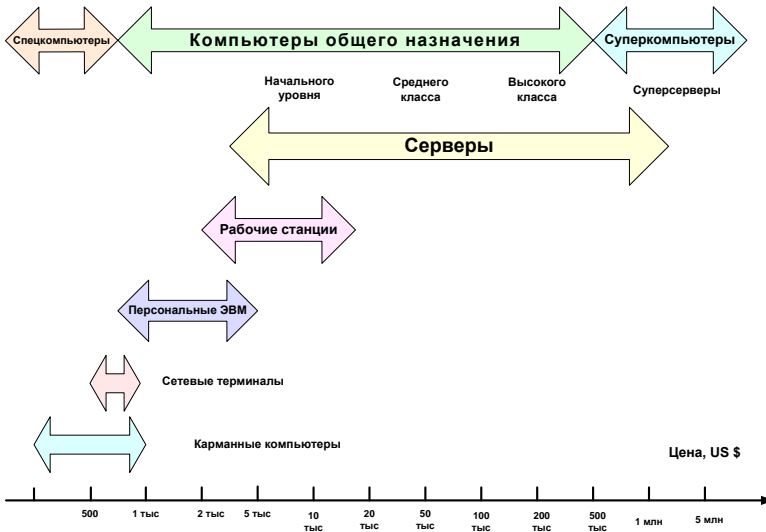 Спецкомпьютеры
Компьютеры общего назначения
Суперкомпьютеры
Начального
уровня
Среднего
класса
Высокого
класса
Суперсерверы
Серверы
Рабочие станции
Персональные ЭВМ
Сетевые терминалы
Карманные компьютеры
Цена, US $
500
1 тыс
2 тыс
5 тыс
10
тыс
20
тыс
50
тыс
100
тыс
200
тыс
500
тыс
1 млн
5 млн